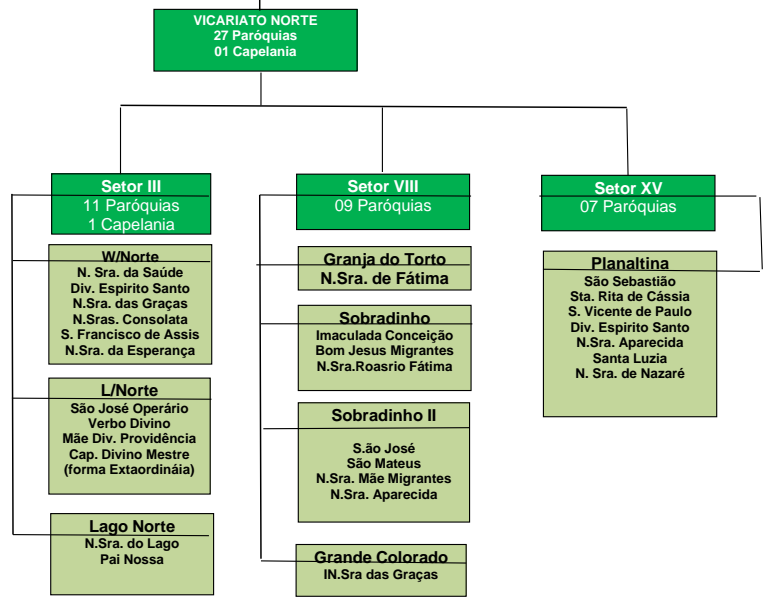 VICARIATO NORTE
27 Paróquias
01 Capelania
Setor III
11 Paróquias
1 Capelania
W/Norte
N. Sra. da Saúde
Div. Espirito Santo
N.Sra. das Graças
N.Sras. Consolata
S. Francisco de Assis
N.Sra. da Esperança
L/Norte
São José Operário
Verbo Divino
Mãe Div. Providência
Cap. Divino Mestre
(forma Extaordináia)
Lago Norte
N.Sra. do Lago
Pai Nossa
Setor VIII
09 Paróquias
Granja do Torto
N.Sra. de Fátima
Sobradinho
Imaculada Conceição
Bom Jesus Migrantes
N.Sra.Roasrio Fátima
Sobradinho II
S.ão José
São Mateus
N.Sra. Mãe Migrantes
N.Sra. Aparecida
Grande Colorado
IN.Sra das Graças
Setor XV
07 Paróquias
Planaltina
São Sebastião
Sta. Rita de Cássia
S. Vicente de Paulo
Div. Espirito Santo
N.Sra. Aparecida
Santa Luzia
N. Sra. de Nazaré